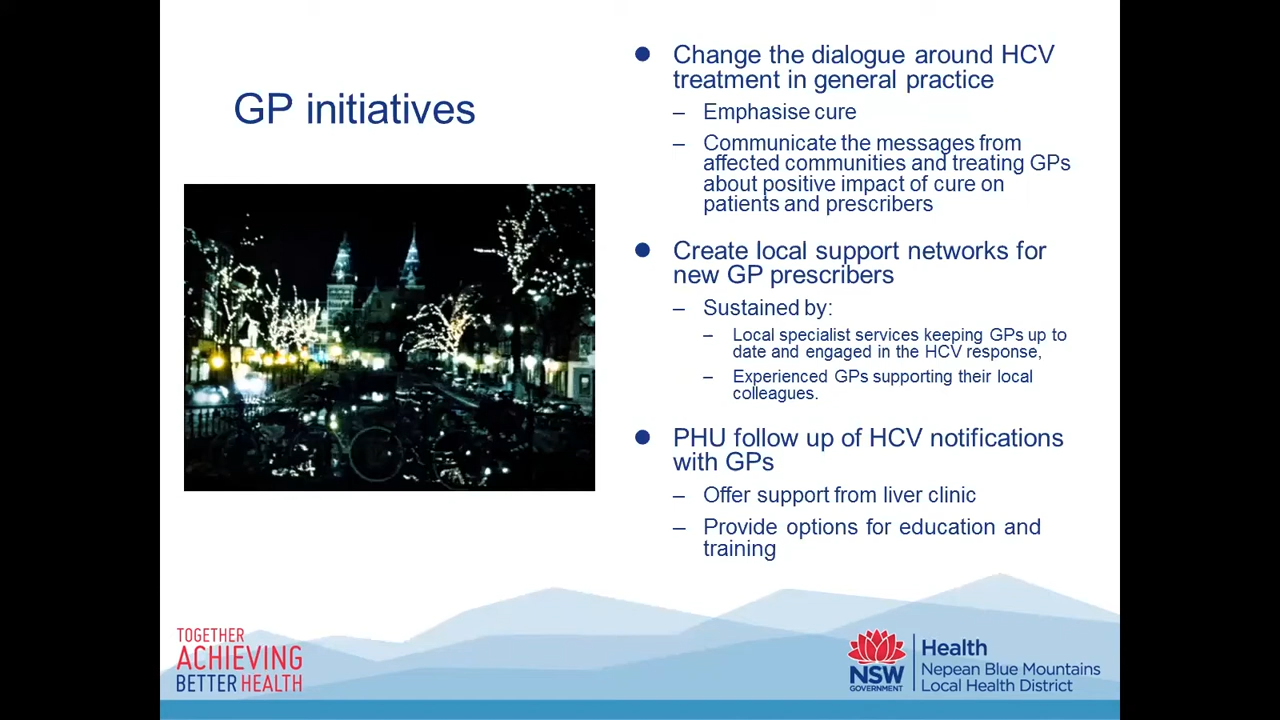 GP initiatives
● Change the dialogue around HCV
treatment in general practice
– Emphasise cure
– Communicate the messages from
affected communities and treating GPs
about positive impact of cure on
patients and prescribers
● Create local support networks for
new GP prescribers
– Sustained by:
– Local specialist services keeping GPs up to
date and engaged in the HCV response,
– Experienced GPs supporting their local
colleagues.
● PHU follow up of HCV notifications
with GPs
– Offer support from liver clinic
– Provide options for education and
training
TOGETHER
ACHIEVING
BETTER HEALTH
NSW
GOVERNMENT
Health
Nepean Blue Mountains
Local Health District